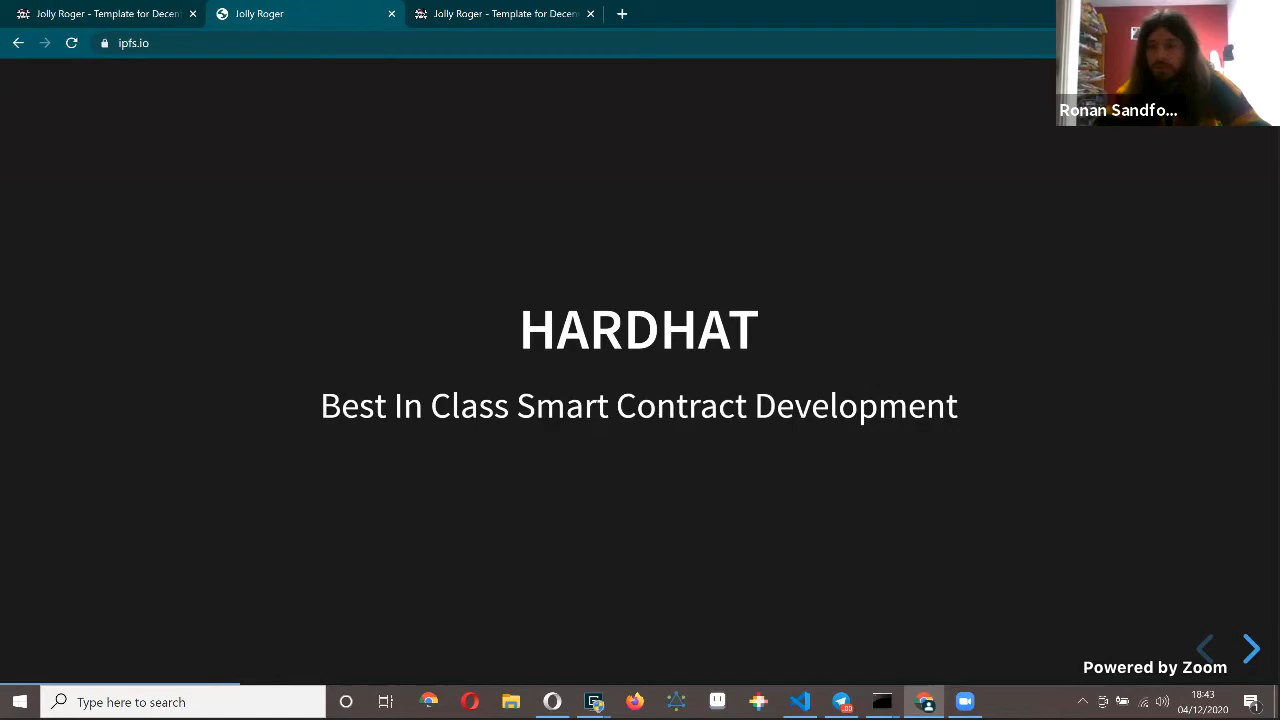 Jolly Roger - Template for Decen
Jolly Roger
Jolly Roger - Template for Decen
ipfs.io
Ronan Sandfo...
HARDHAT
Best In Class Smart Contract Development
Powered by Zoom
Type here to search
18:43
04/12/2020